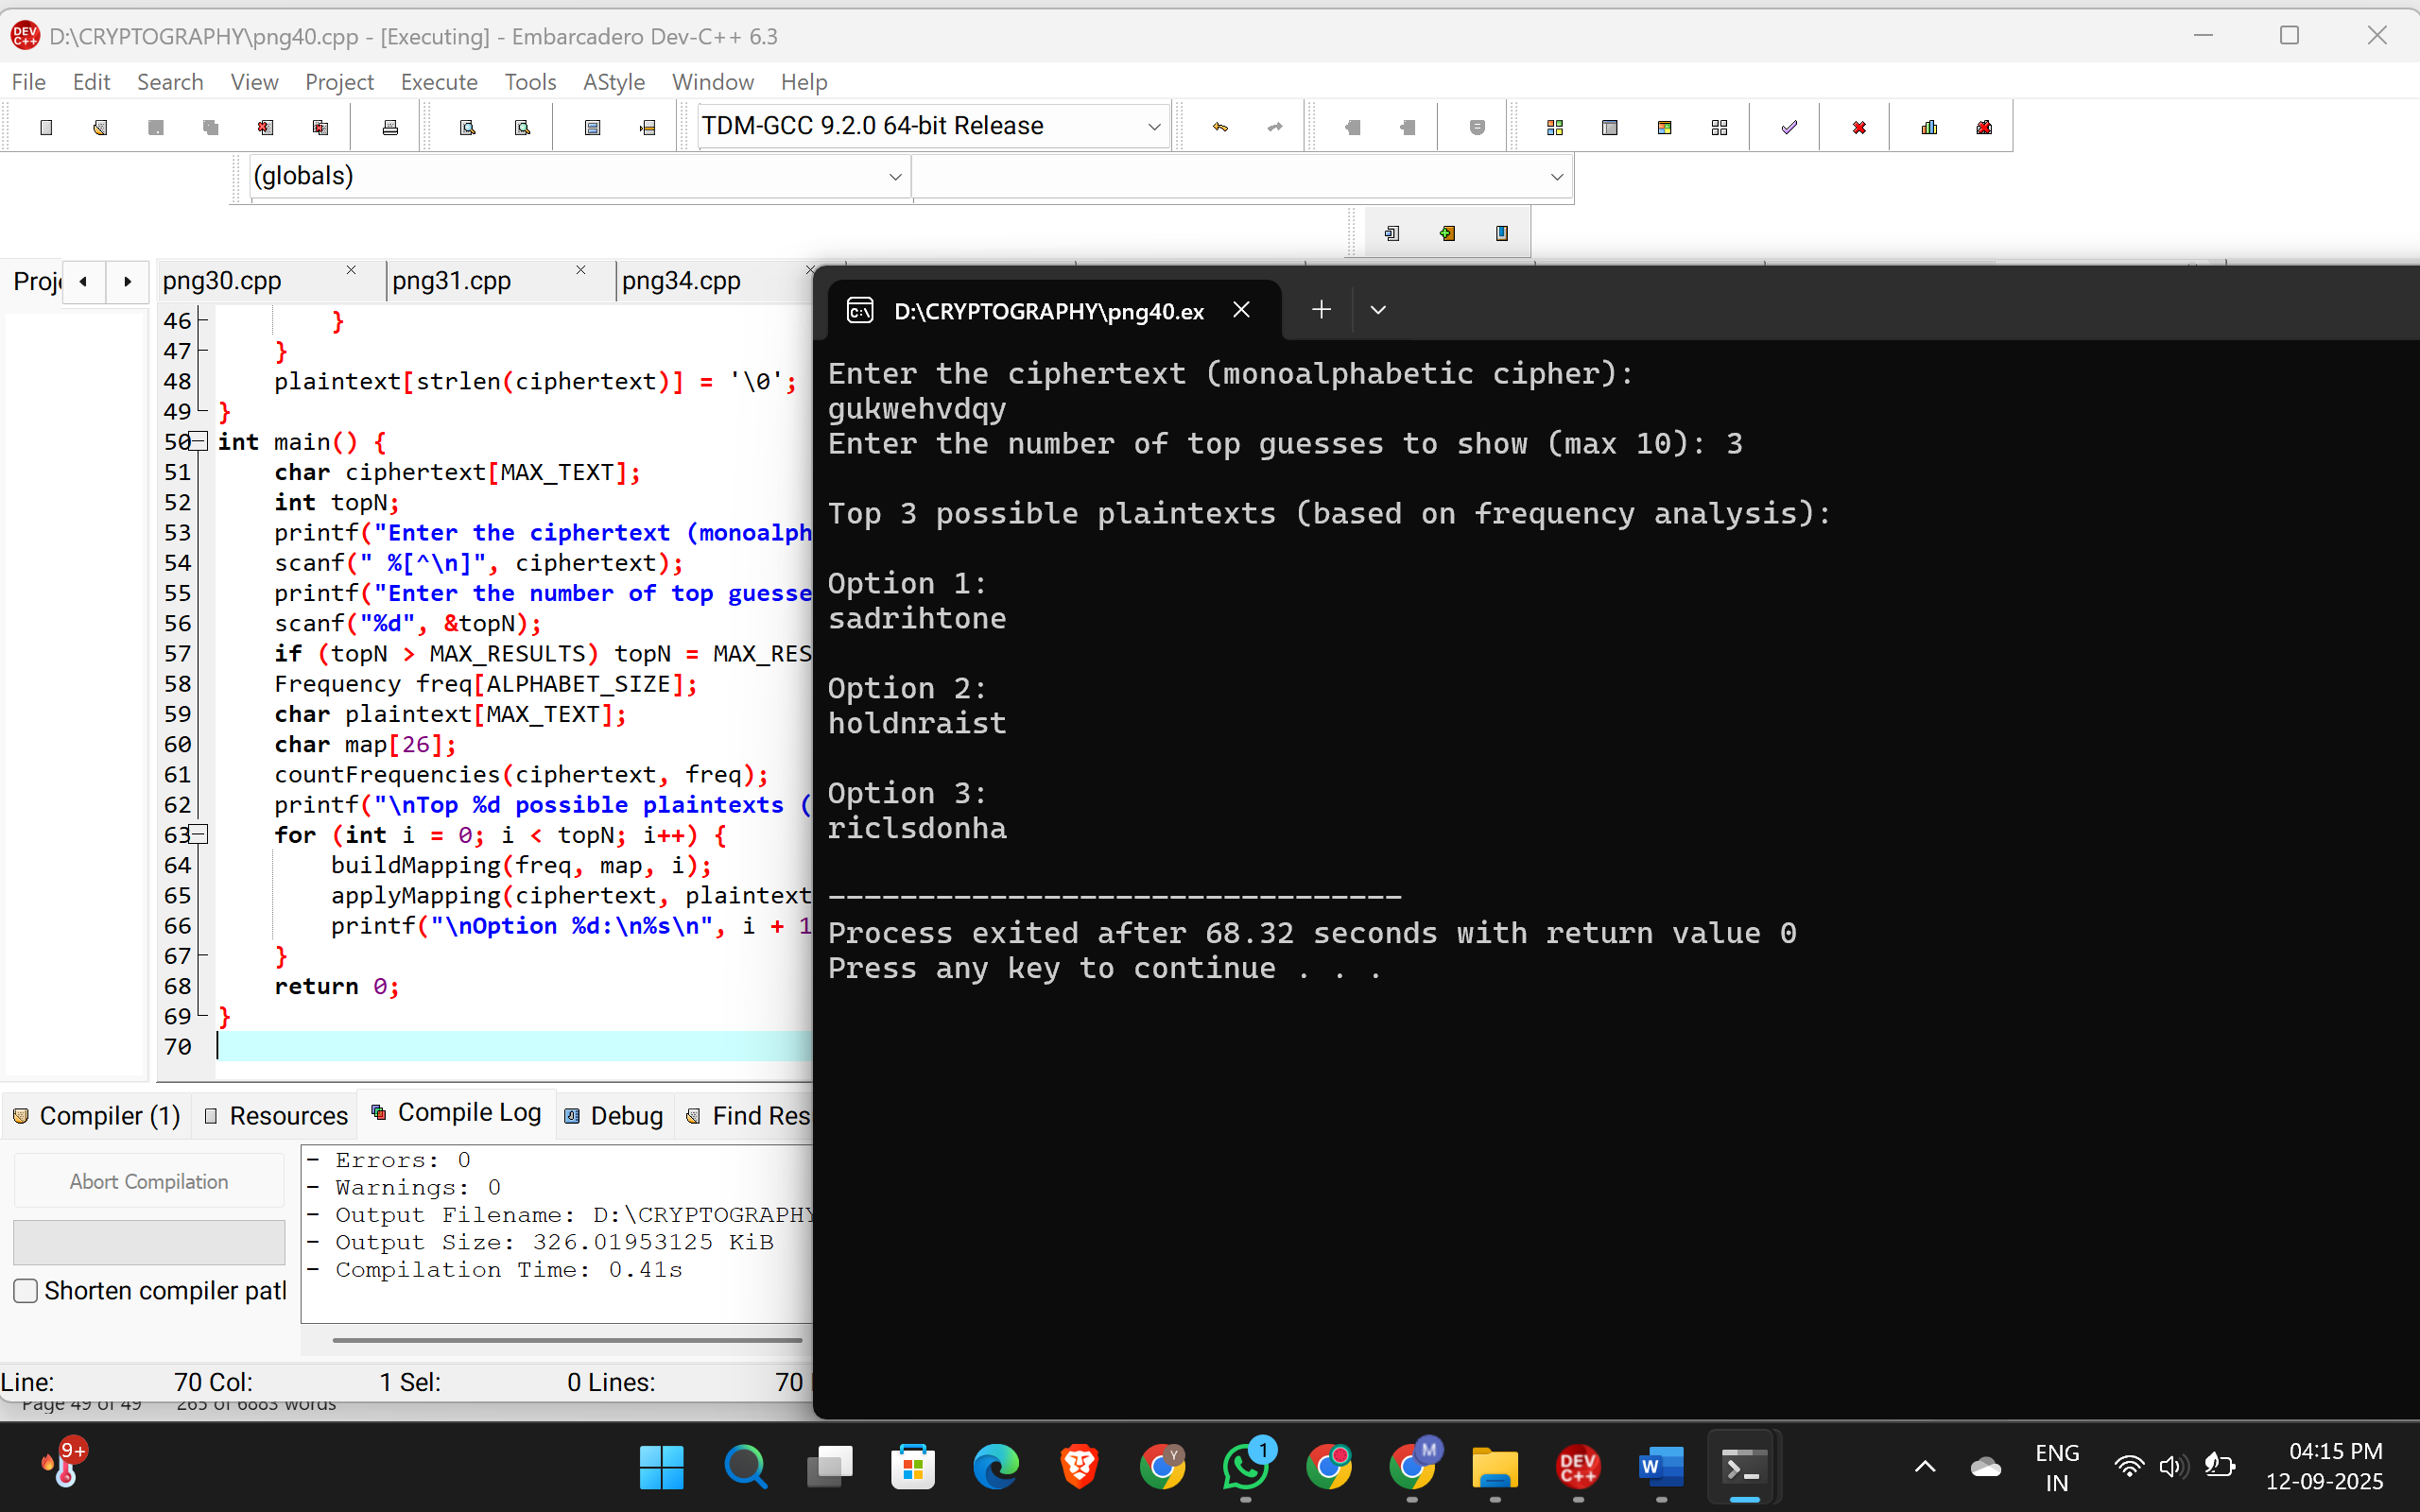 D:\CRYPTOGRAPHY\png40.cpp - [Executing] - Embarcadero Dev-C++ 6.3
File Edit Search View Project Execute Tools AStyle Window Help
TDM-GCC 9.2.0 64-bit Release
(globals)
png30.cpp png31.cpp png34.cpp
46 }
47 }
48 plaintext[strlen(ciphertext)] = '\0';
49 }
50 int main() {
51 char ciphertext[MAX_TEXT];
52 int topN;
53 printf("Enter the ciphertext (monoalph
54 scanf(" %[^\n]", ciphertext);
55 printf("Enter the number of top guesse
56 scanf("%d", &topN);
57 if (topN > MAX_RESULTS) topN = MAX_RES
58 Frequency freq[ALPHABET_SIZE];
59 char plaintext[MAX_TEXT];
60 char map[26];
61 countFrequencies(ciphertext, freq);
62 printf("\nTop %d possible plaintexts (
63 for (int i = 0; i < topN; i++) {
64 buildMapping(freq, map, i);
65 applyMapping(ciphertext, plaintext
66 printf("\nOption %d:\n%s\n", i + 1
67 }
68 return 0;
69 }
70
Compiler (1) Resources Compile Log Debug Find Res
Abort Compilation
Shorten compiler patl
- Errors: 0
- Warnings: 0
- Output Filename: D:\CRYPTOGRAPHY
- Output Size: 326.01953125 KiB
- Compilation Time: 0.41s
Line: 70 Col: 1 Sel: 0 Lines: 70
Page 49 of 49 265 of 6883 words
D:\CRYPTOGRAPHY\png40.ex
Enter the ciphertext (monoalphabetic cipher):
gukwehvdqy
Enter the number of top guesses to show (max 10): 3
Top 3 possible plaintexts (based on frequency analysis):
Option 1:
sadrihtone
Option 2:
holdnraist
Option 3:
riclsdonha
--------------------------------
Process exited after 68.32 seconds with return value 0
Press any key to continue . . .
9+
DEV C++
ENG
IN
04:15 PM
12-09-2025